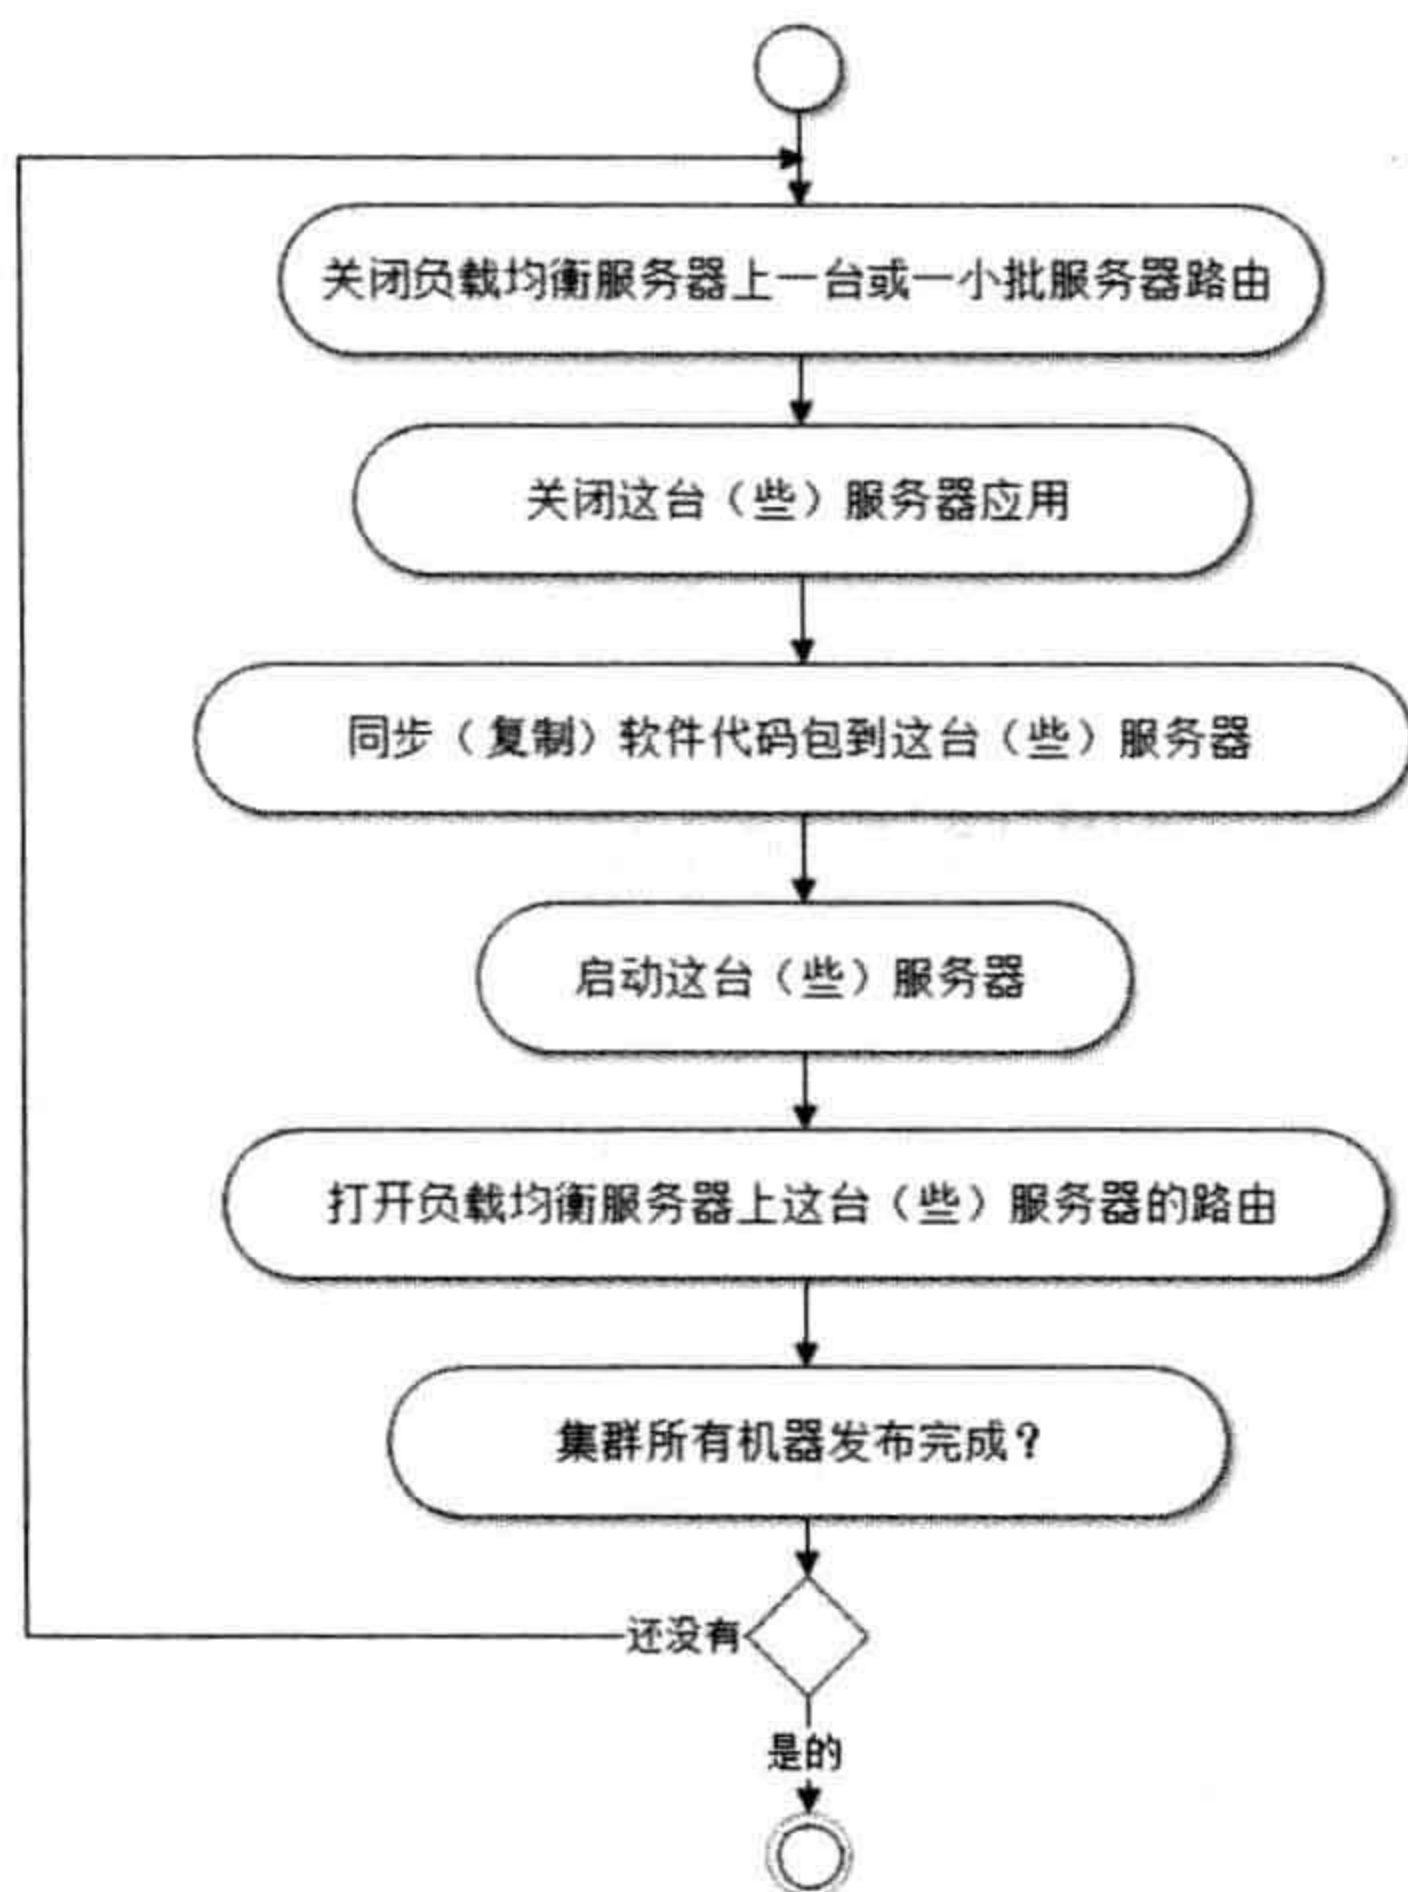 关闭负载均衡服务器上一台或一小批服务器路由
关闭这台（些）服务器应用
同步（复制）软件代码包到这台（些）服务器
启动这台（些）服务器
打开负载均衡服务器上这台（些）服务器的路由
集群所有机器发布完成？
还没有
是的